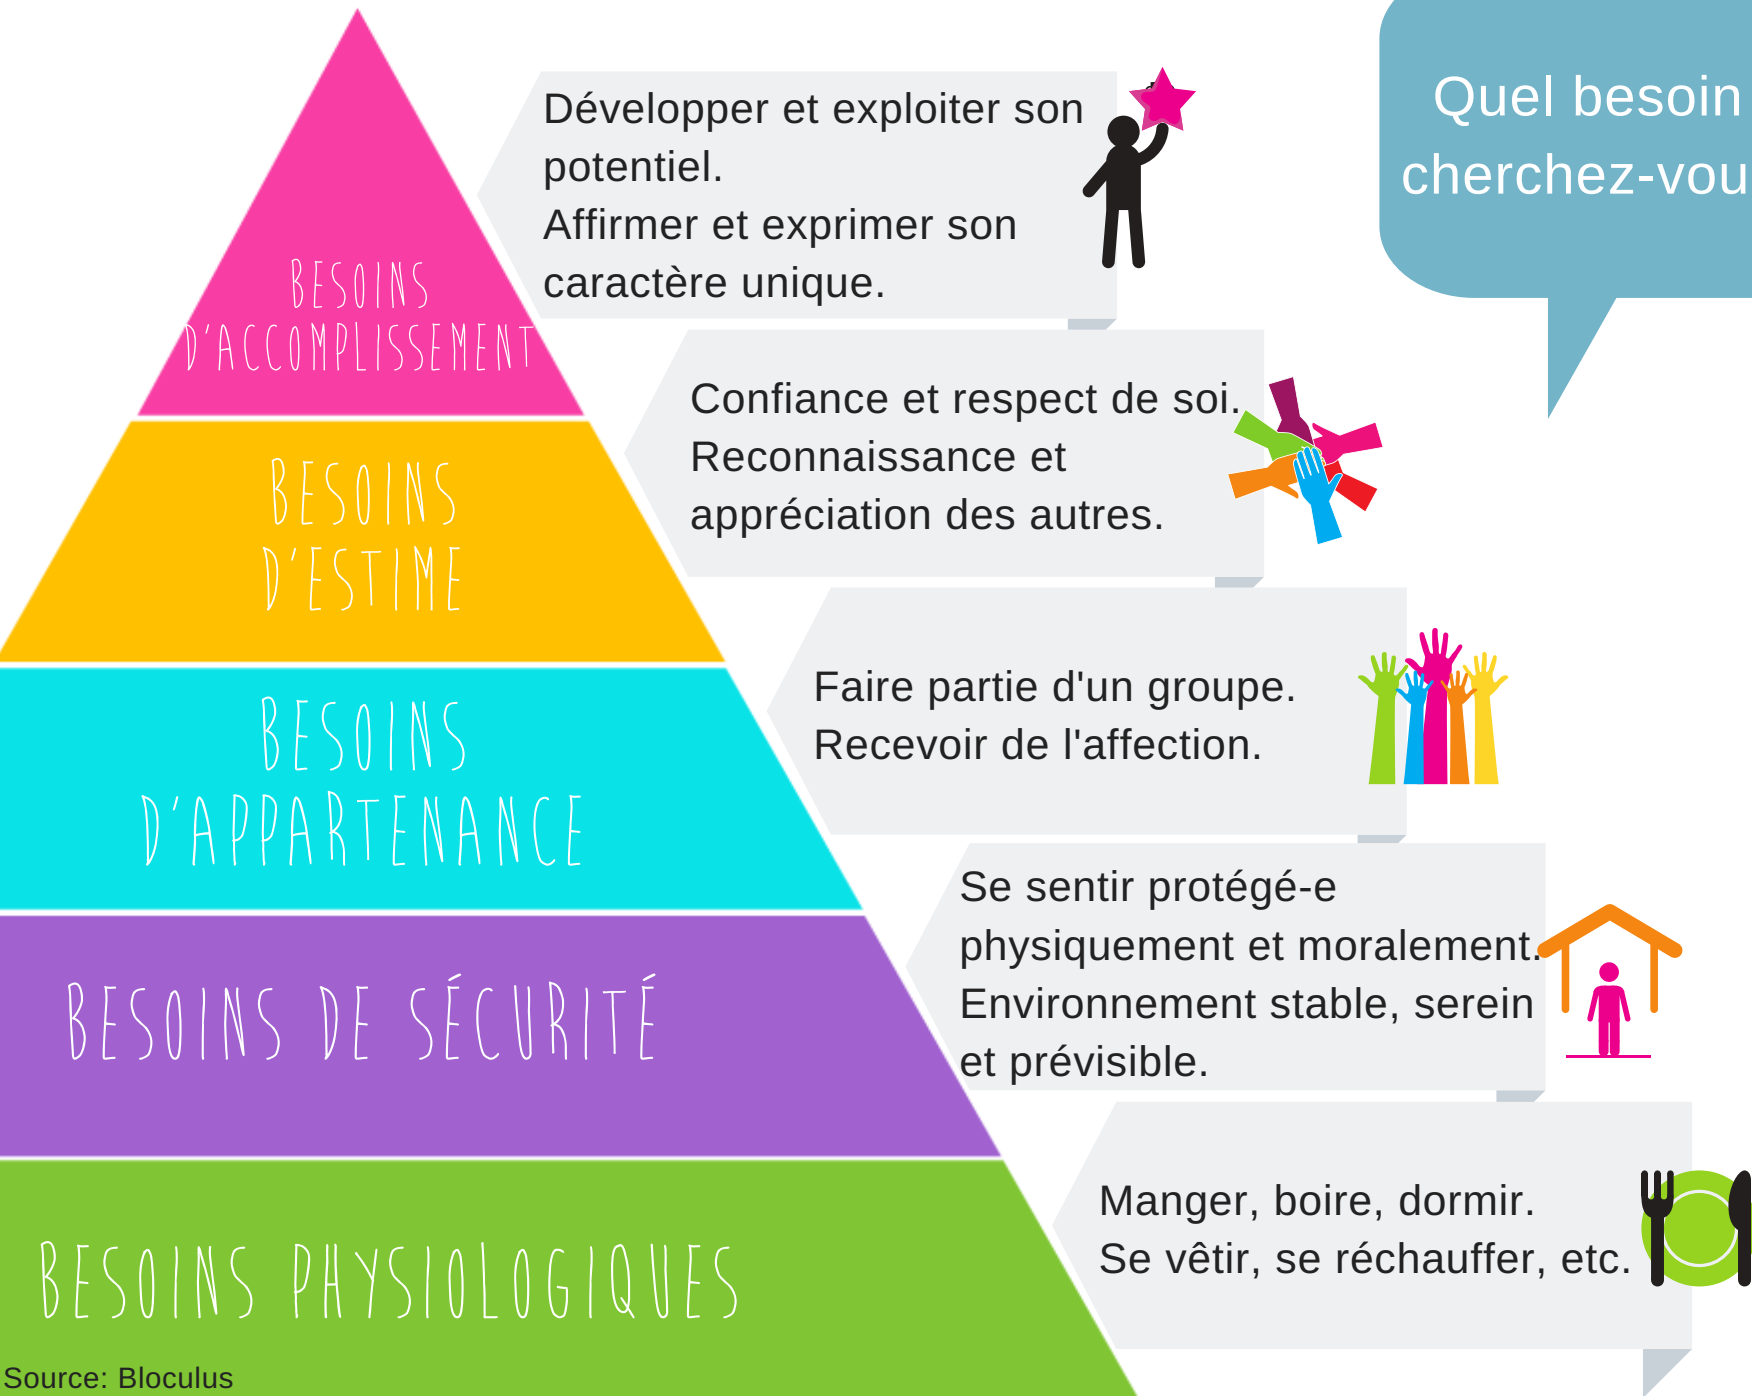 Quel besoin
cherchez-vou
BESOINS
D'ACCOMPLISSEMENT
Développer et exploiter son
potentiel.
Affirmer et exprimer son
caractère unique.
BESOINS
D'ESTIME
Confiance et respect de soi.
Reconnaissance et
appréciation des autres.
BESOINS
D'APPARTENANCE
Faire partie d'un groupe.
Recevoir de l'affection.
BESOINS DE SÉCURITÉ
Se sentir protégé-e
physiquement et moralement.
Environnement stable, serein
et prévisible.
BESOINS PHYSIOLOGIQUES
Manger, boire, dormir.
Se vêtir, se réchauffer, etc.
Source: Bloculus